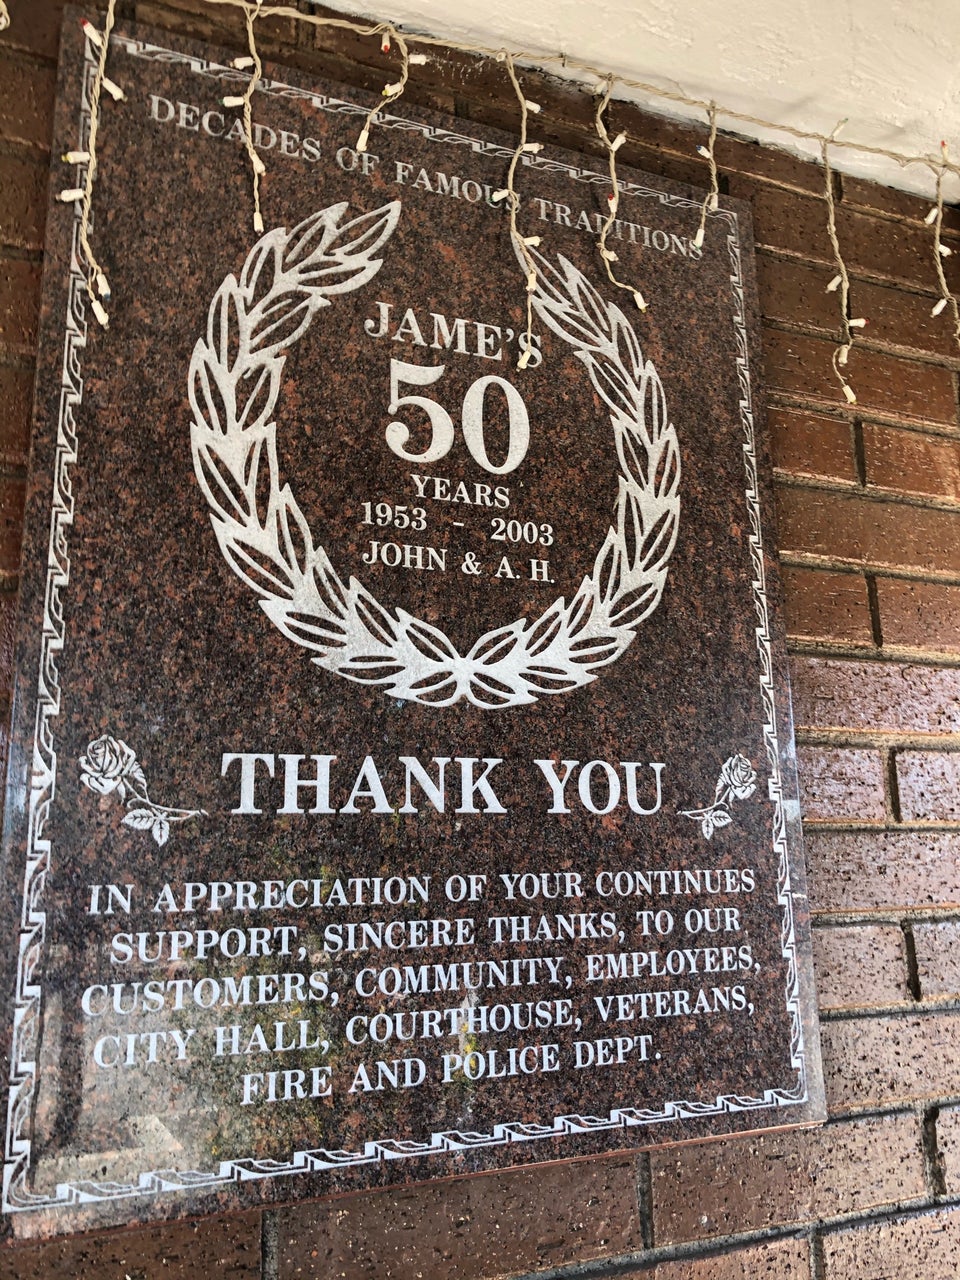 DECADES OF FAMOUS TRADITIONS
JAME'S
50
YEARS
1953 - 2003
JOHN & A.H.
THANK YOU
IN APPRECIATION OF YOUR CONTINUES
SUPPORT, SINCERE THANKS, TO OUR
CUSTOMERS, COMMUNITY, EMPLOYEES,
CITY HALL, COURTHOUSE, VETERANS,
FIRE AND POLICE DEPT.